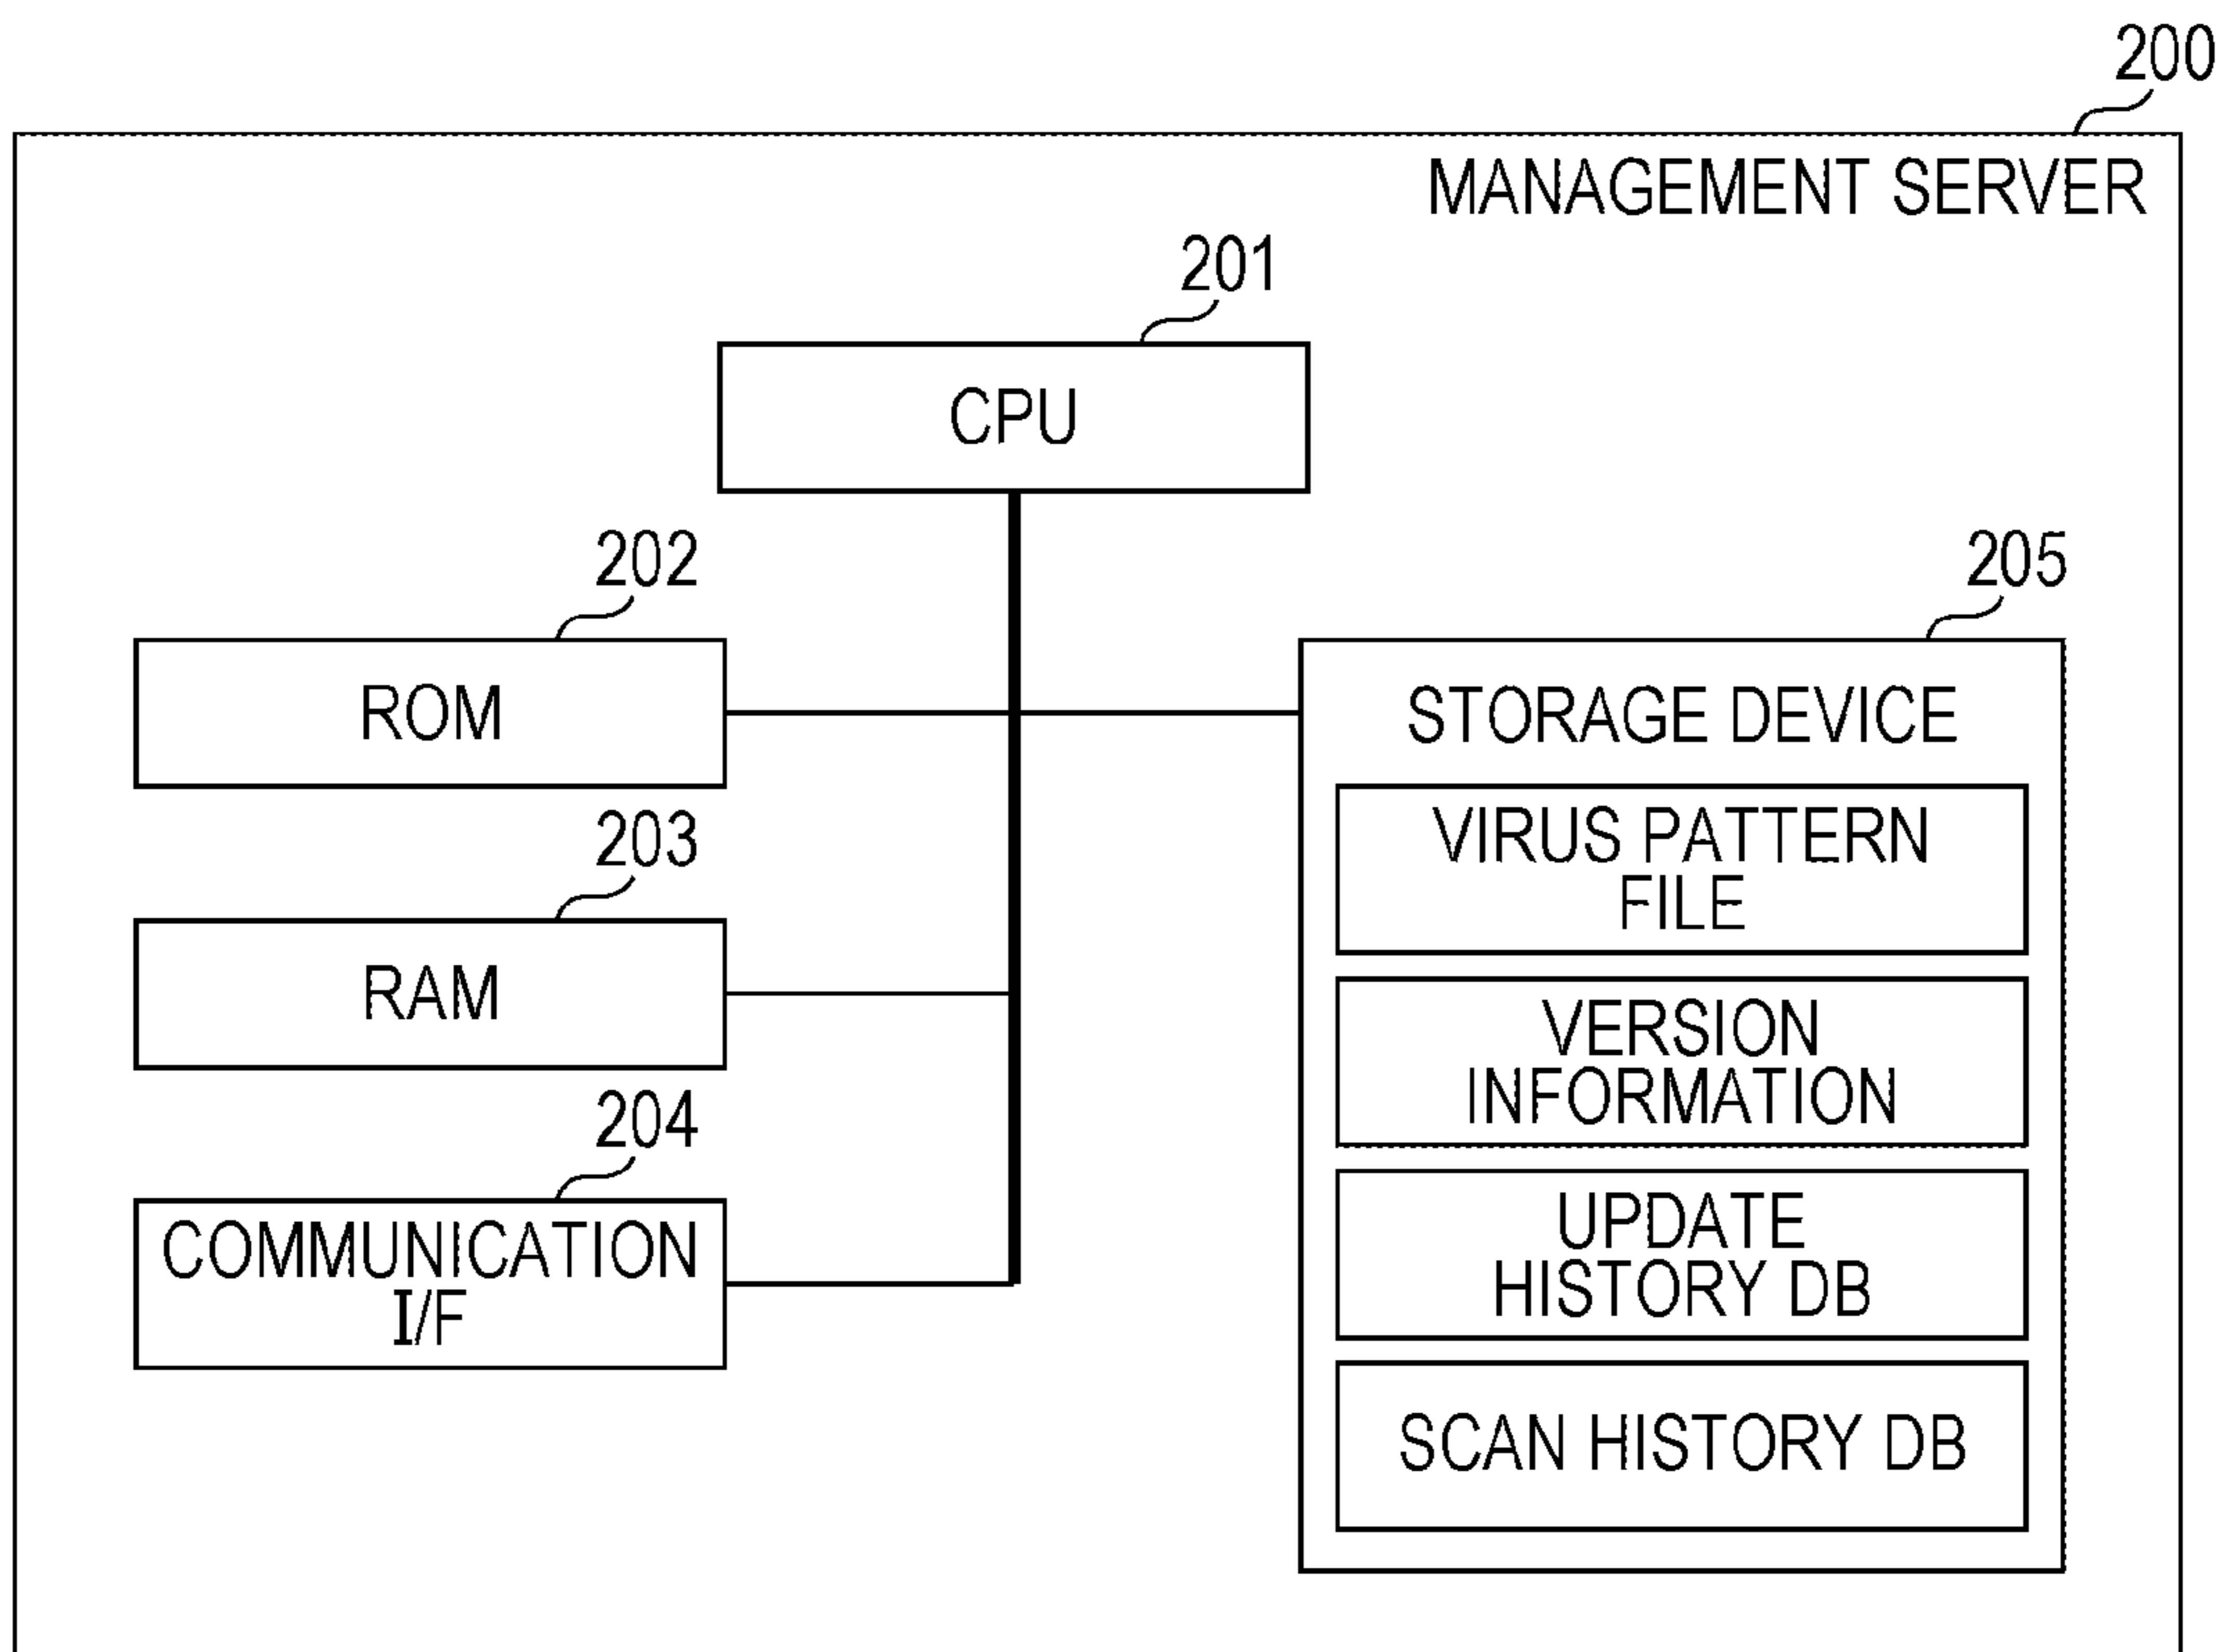 200
MANAGEMENT SERVER
201
CPU
202
ROM
203
RAM
204
COMMUNICATION
I/F
205
STORAGE DEVICE
VIRUS PATTERN
FILE
VERSION
INFORMATION
UPDATE
HISTORY DB
SCAN HISTORY DB